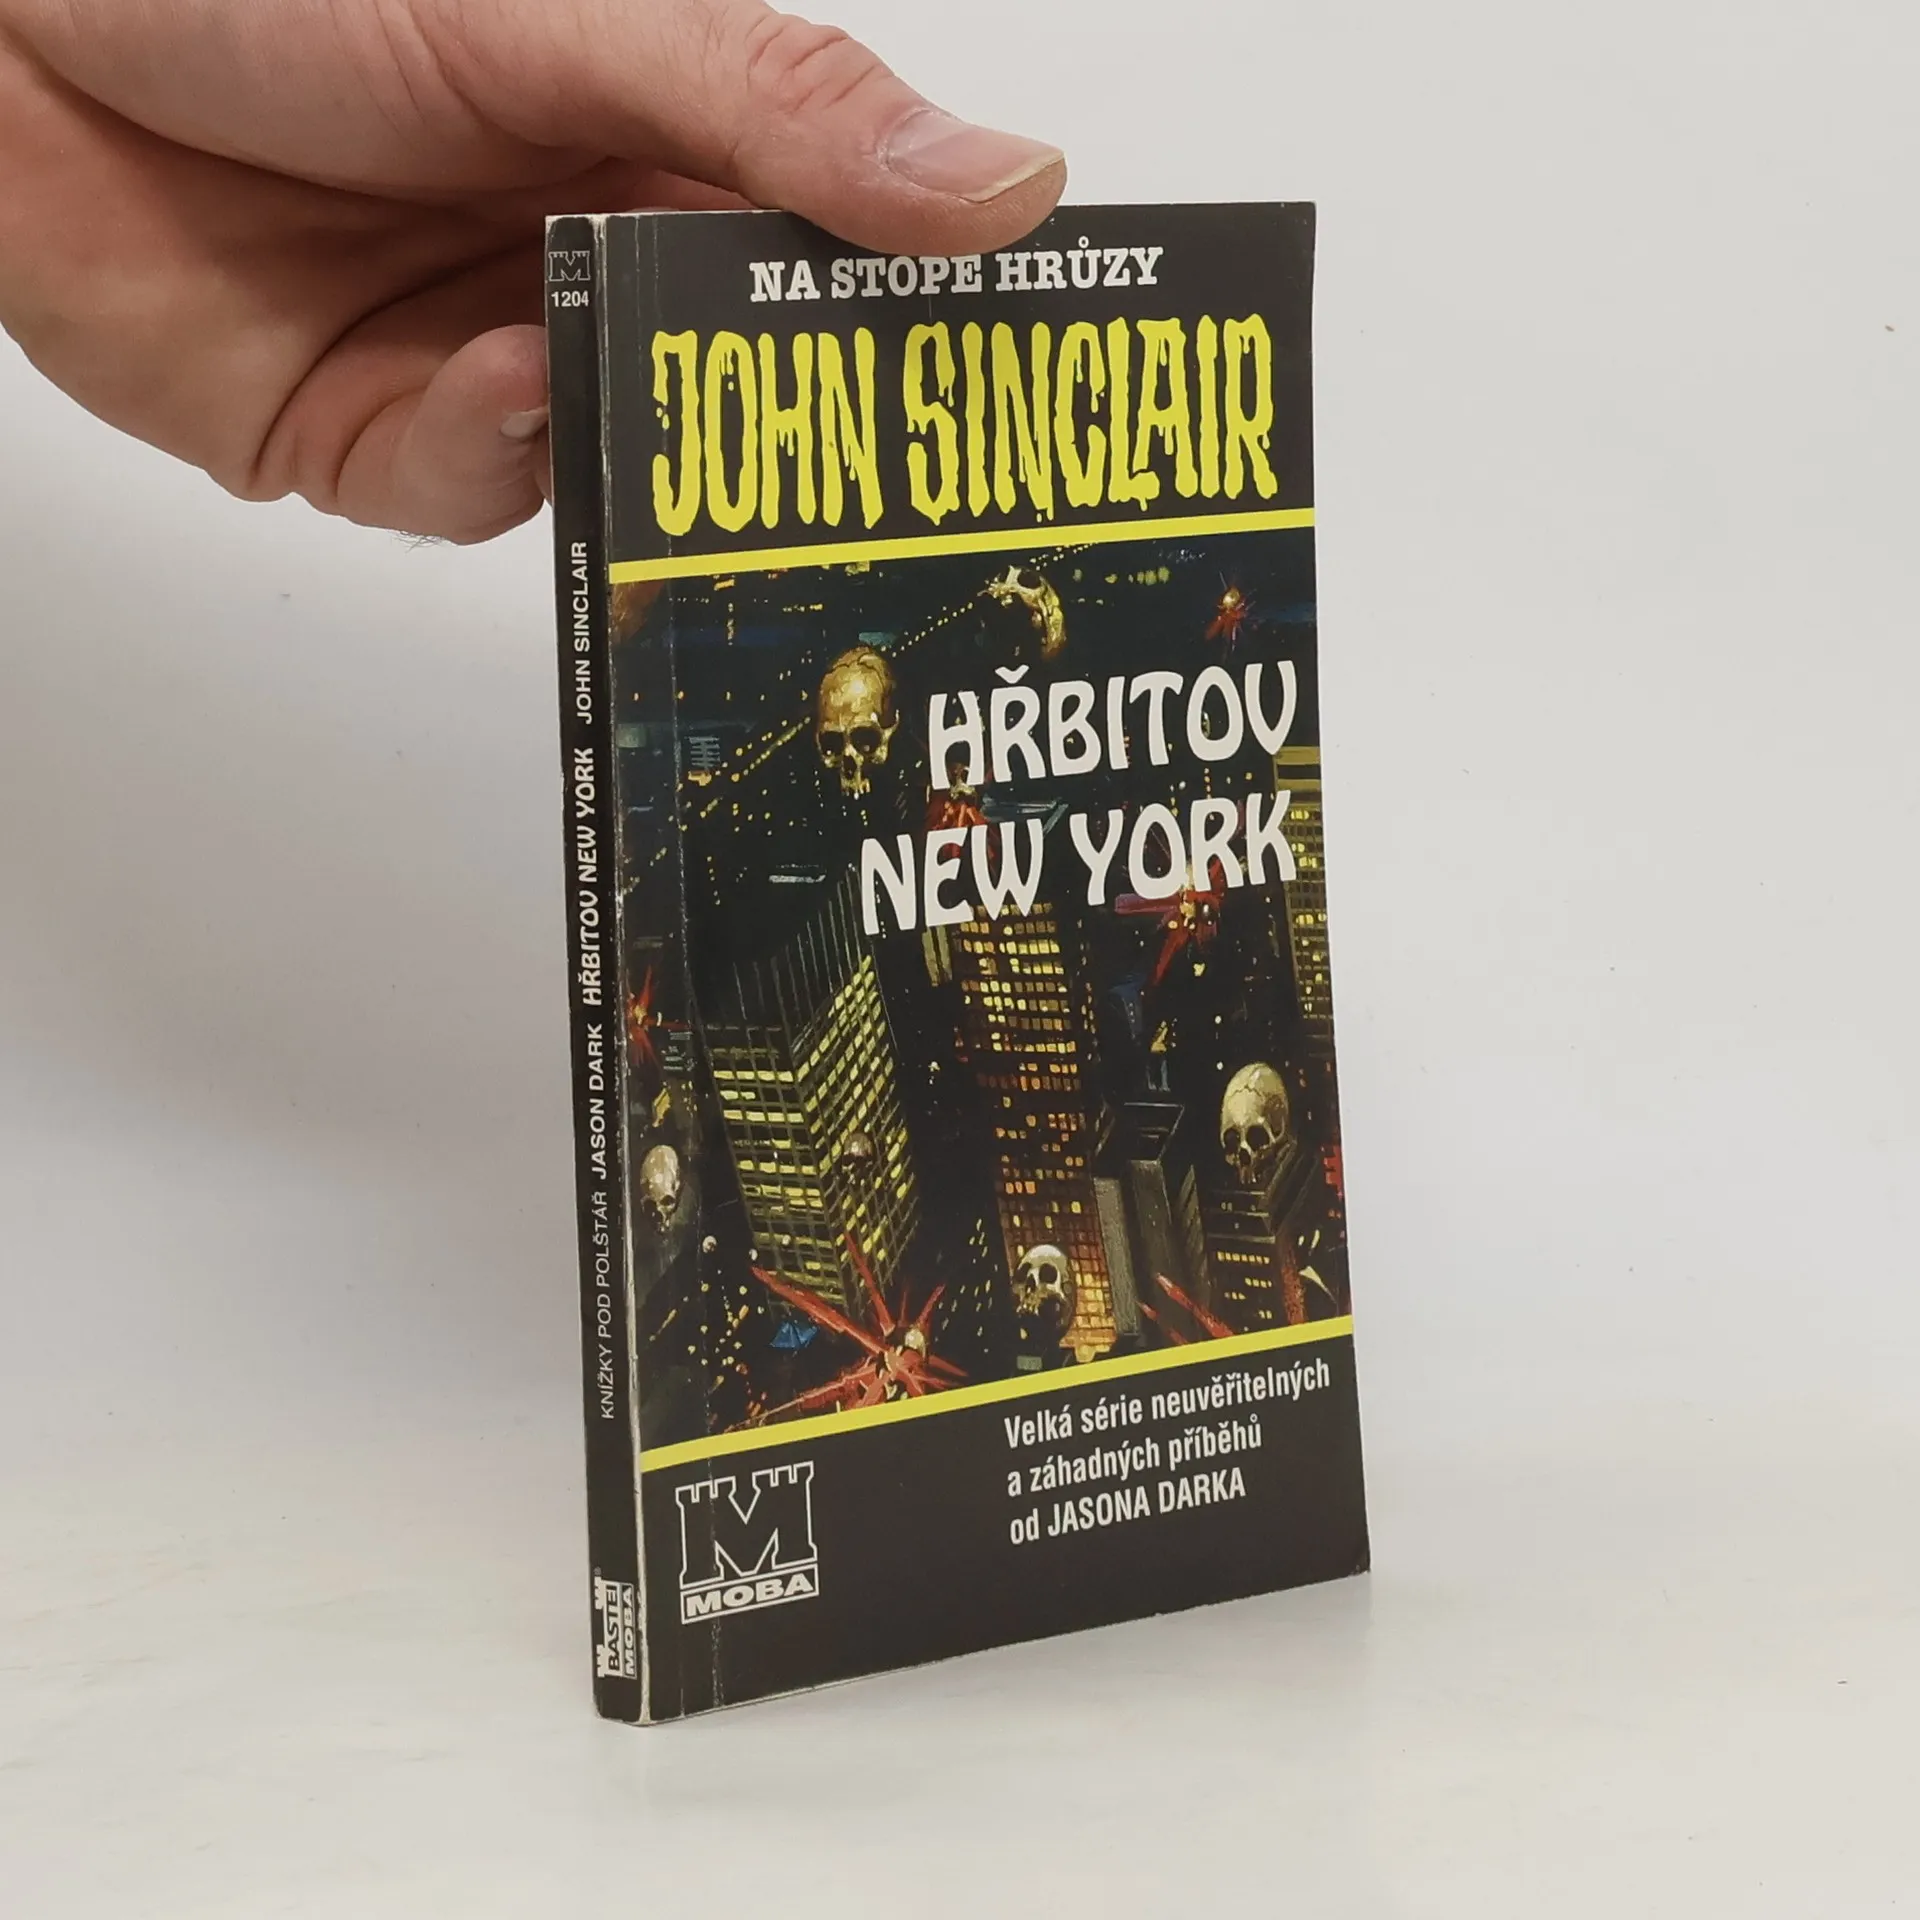 NA STOPĚ HRŮZY
JOHN SINCLAIR
HŘBITOV
NEW YORK
Velká série neuvěřitelných
a záhadných příběhů
od JASONA DARKA
M
MOBA
M
1204
KNÍŽKY POD POLŠTÁŘ JASON DARK HŘBITOV NEW YORK JOHN SINCLAIR
BASTEI
MOBA